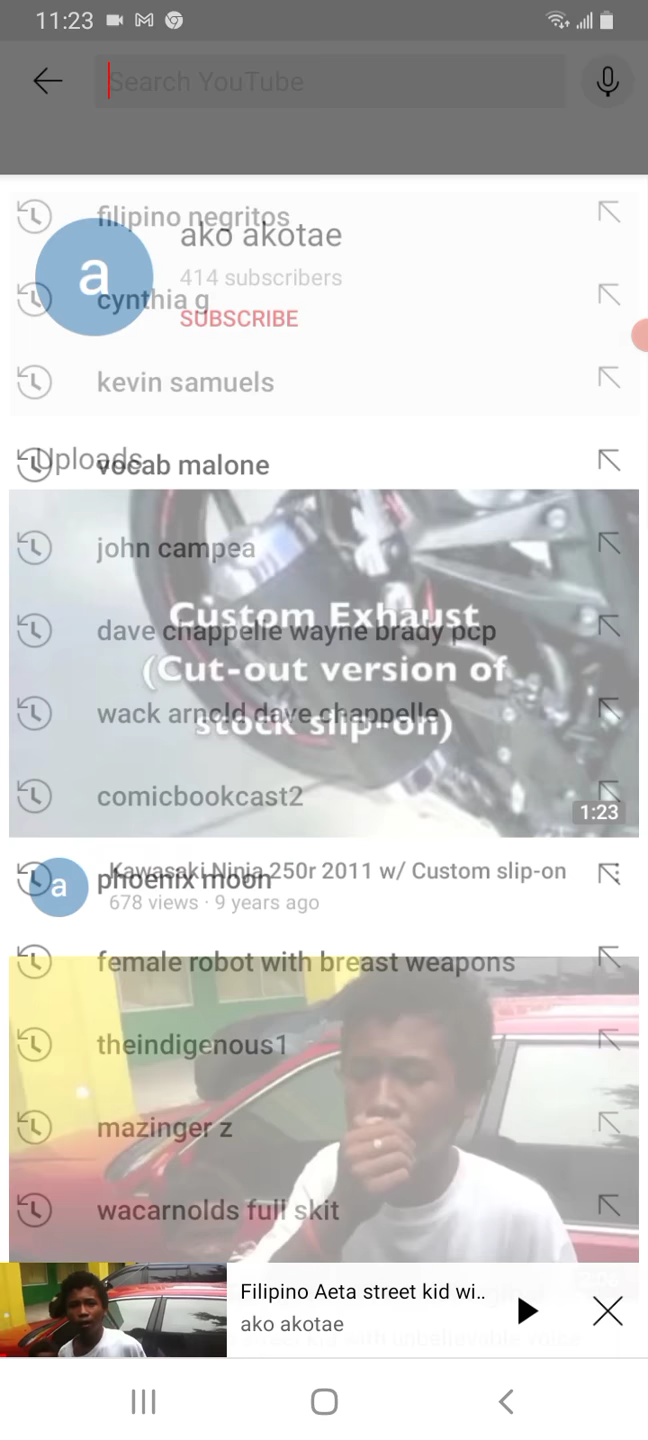 11:23
Search YouTube
filipino negritos
ako akotae
414 subscribers
cynthia g
SUBSCRIBE
kevin samuels
Uploads
vocab malone
john campea
Custom Exhaust
dave chappelle wayne brady pcp
(Cut-out version of
wack arnold dave chappelle
stock slip-on)
comicbookcast2
1:23
Kawasaki Ninja 250r 2011 w/ Custom slip-on
phoenix moon
a
678 views · 9 years ago
female robot with breast weapons
theindigenous1
mazinger z
wacarnolds full skit
Filipino Aeta street kid wi..
ako akotae